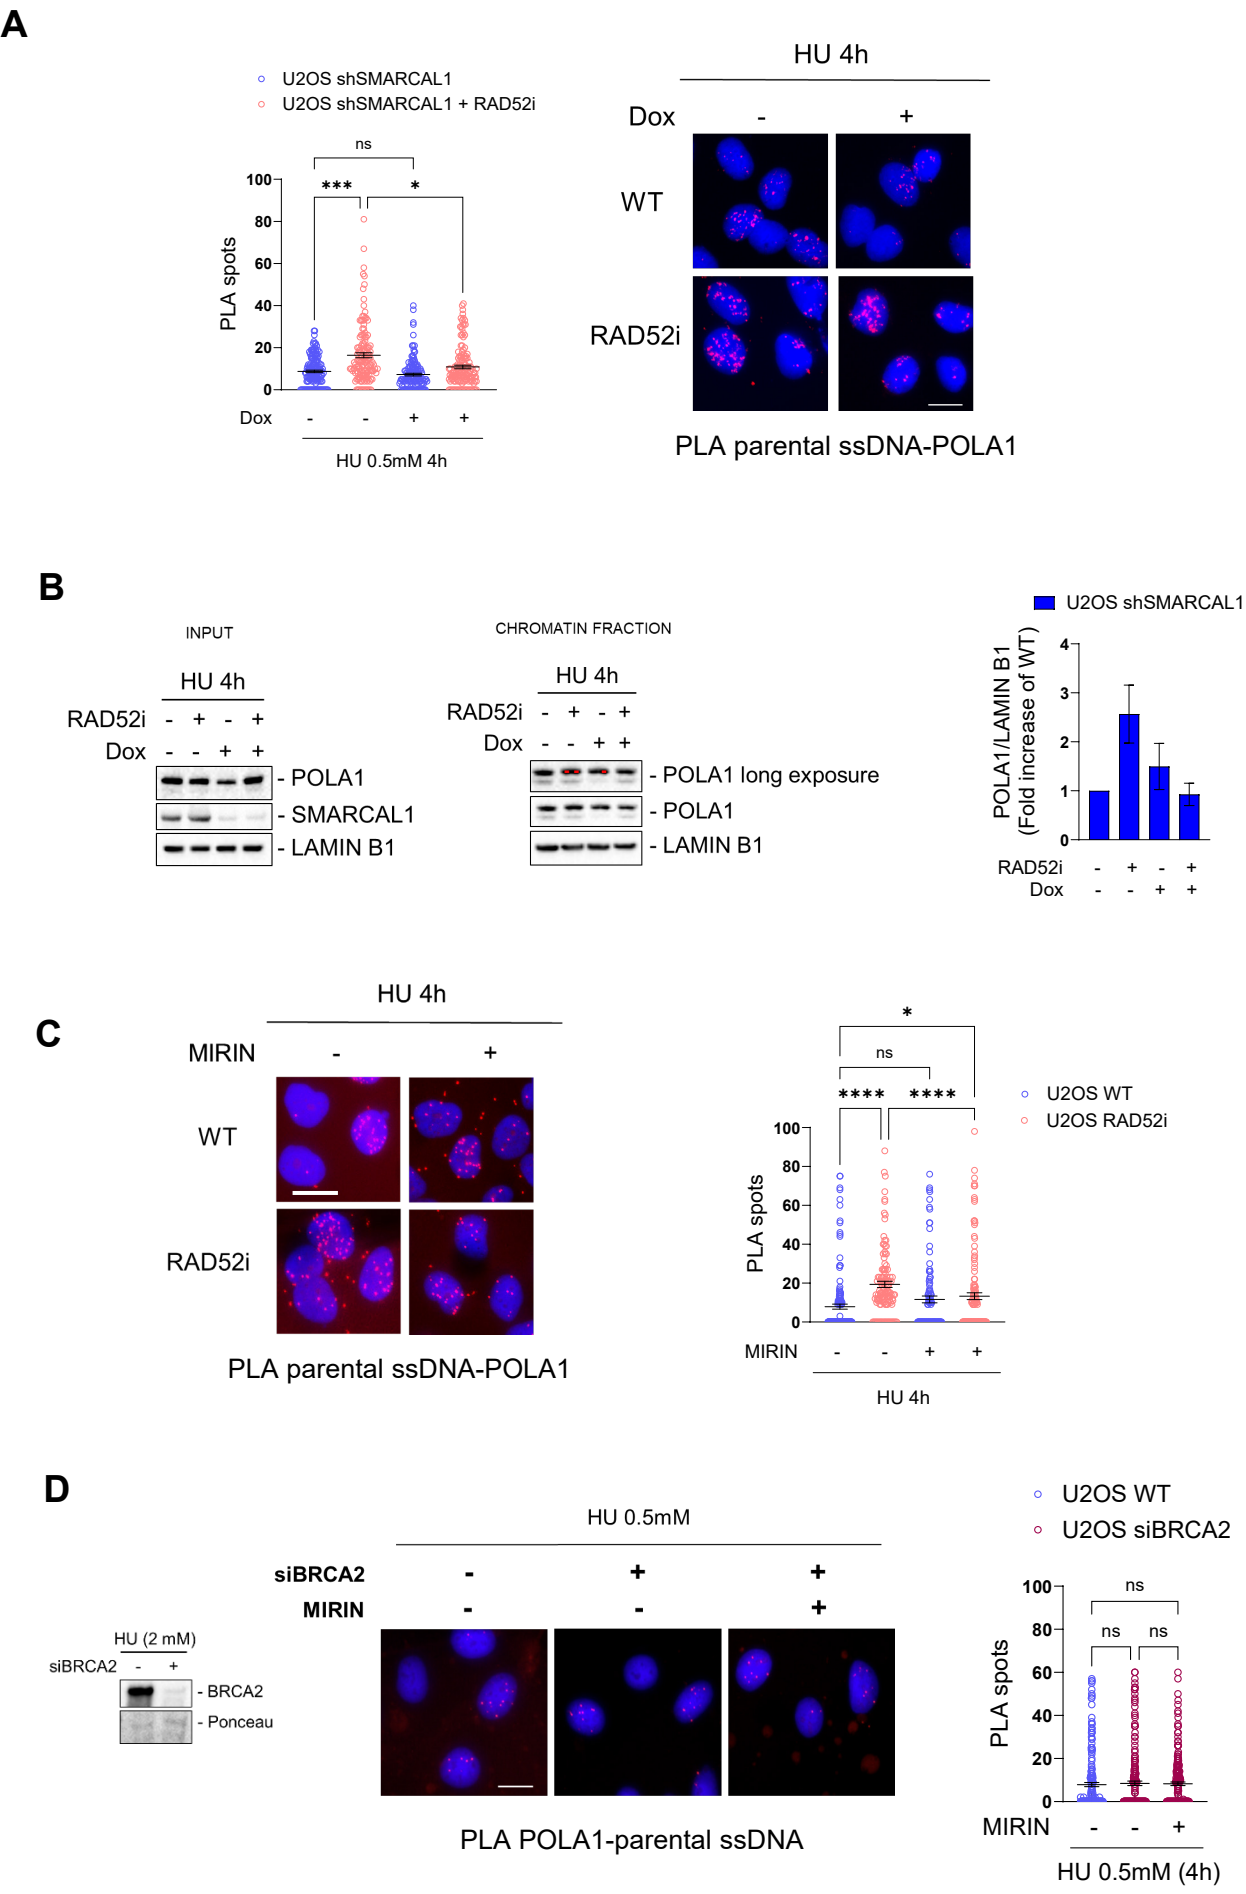 A
HU 4h
U2OS shSMARCAL1
U2OS shSMARCAL1 + RAD52i
Dox - +
ns
*** *
100
80
60
40
20
0
PLA spots
WT
RAD52i
Dox - - + +
HU 0.5mM 4h
PLA parental ssDNA-POLA1
B
U2OS shSMARCAL1
INPUT
HU 4h
RAD52i - + - +
Dox - - + +
- POLA1
- SMARCAL1
- LAMIN B1
CHROMATIN FRACTION
HU 4h
RAD52i - + - +
Dox - - + +
- POLA1 long exposure
- POLA1
- LAMIN B1
POLA1/LAMIN B1
(Fold increase of WT)
4
3
2
1
0
RAD52i - + - +
Dox - - + +
C
HU 4h
MIRIN - +
WT
RAD52i
PLA parental ssDNA-POLA1
*
ns
**** ****
U2OS WT
U2OS RAD52i
100
80
60
40
20
0
PLA spots
MIRIN - - + +
HU 4h
D
HU (2 mM)
siBRCA2 - +
- BRCA2
- Ponceau
HU 0.5mM
siBRCA2 - + +
MIRIN - - +
PLA POLA1-parental ssDNA
U2OS WT
U2OS siBRCA2
ns
ns ns
100
80
60
40
20
0
PLA spots
MIRIN - - +
HU 0.5mM (4h)